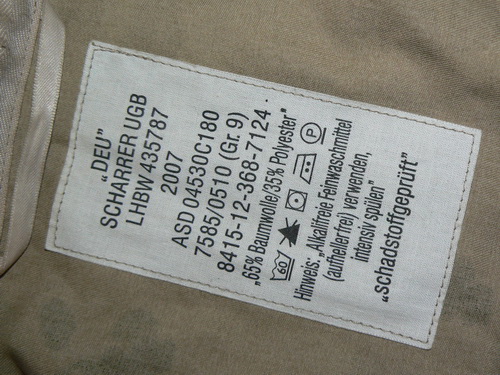 „DEU"
SCHARRER UGB
LHBW 435787
2007
ASD 04530C180
7585/0510 (Gr. 9)
8415-12-368-7124.
„65% Baumwolle/35% Polyester"
60 P
Hinweis: „Alkalifreie Feinwaschmittel
(aufhellerfrei) verwenden,
intensiv spülen"
„schadstoffgeprüft"